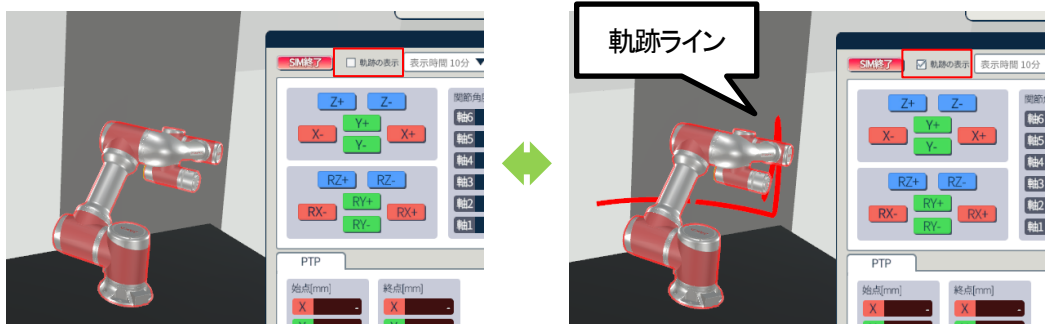 SIM終了 軌跡の表示 表示時間 10分
Z+ Z-
X- Y+ X+
Y-
RZ+ RZ-
RX- RY+ RX+
RY-
関節角
軸6
軸5
軸4
軸3
軸2
軸1
PTP
始点[mm] 終点[mm]
X - X -
軌跡ライン
SIM終了 軌跡の表示 表示時間 10分
Z+ Z-
X- Y+ X+
Y-
RZ+ RZ-
RX- RY+ RX+
RY-
関節
軸6
軸5
軸4
軸3
軸2
軸1
PTP
始点[mm] 終点[mm]
X - X -